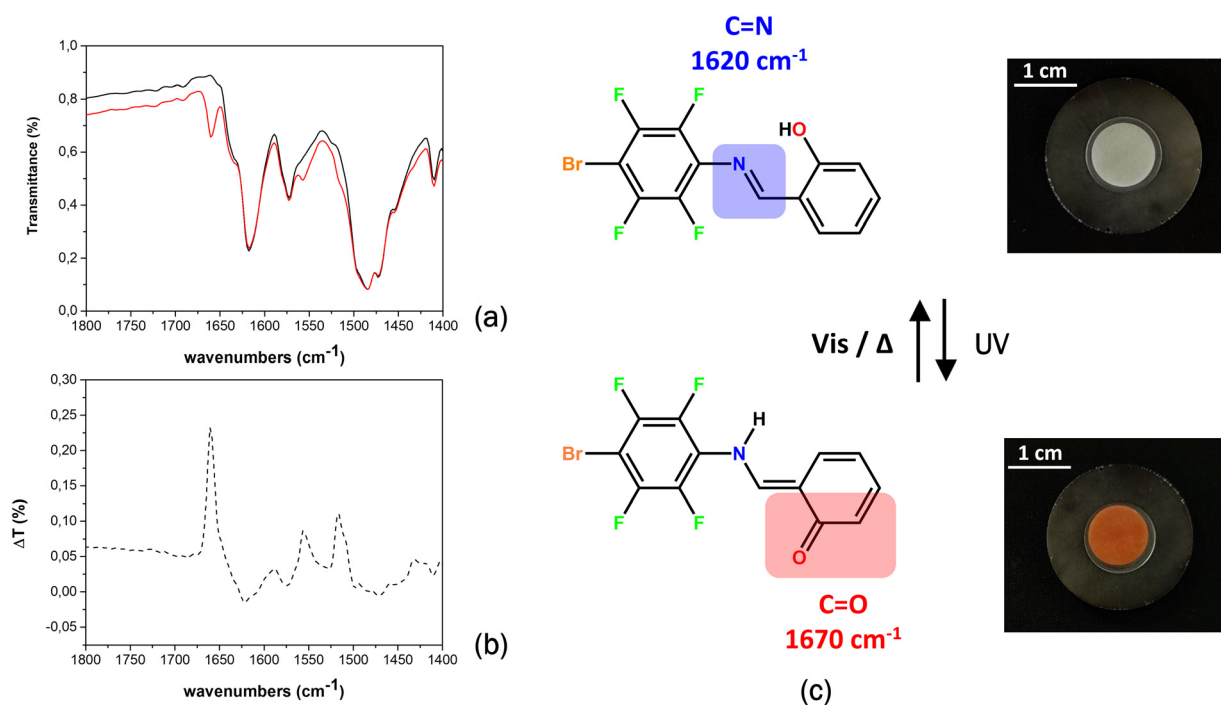 1,0
0,8
0,6
0,4
0,2
0,0
Transmittance (%)
1800 1750 1700 1650 1600 1550 1500 1450 1400
wavenumbers (cm⁻¹)
(a)
0,30
0,25
0,20
0,15
0,10
0,05
0,00
-0,05
ΔT (%)
1800 1750 1700 1650 1600 1550 1500 1450 1400
wavenumbers (cm⁻¹)
(b)
C=N
1620 cm⁻¹
F F
HO
Br N
F F
1 cm
Vis / Δ UV
F F H
Br N
F F
O
C=O
1670 cm⁻¹
1 cm
(c)